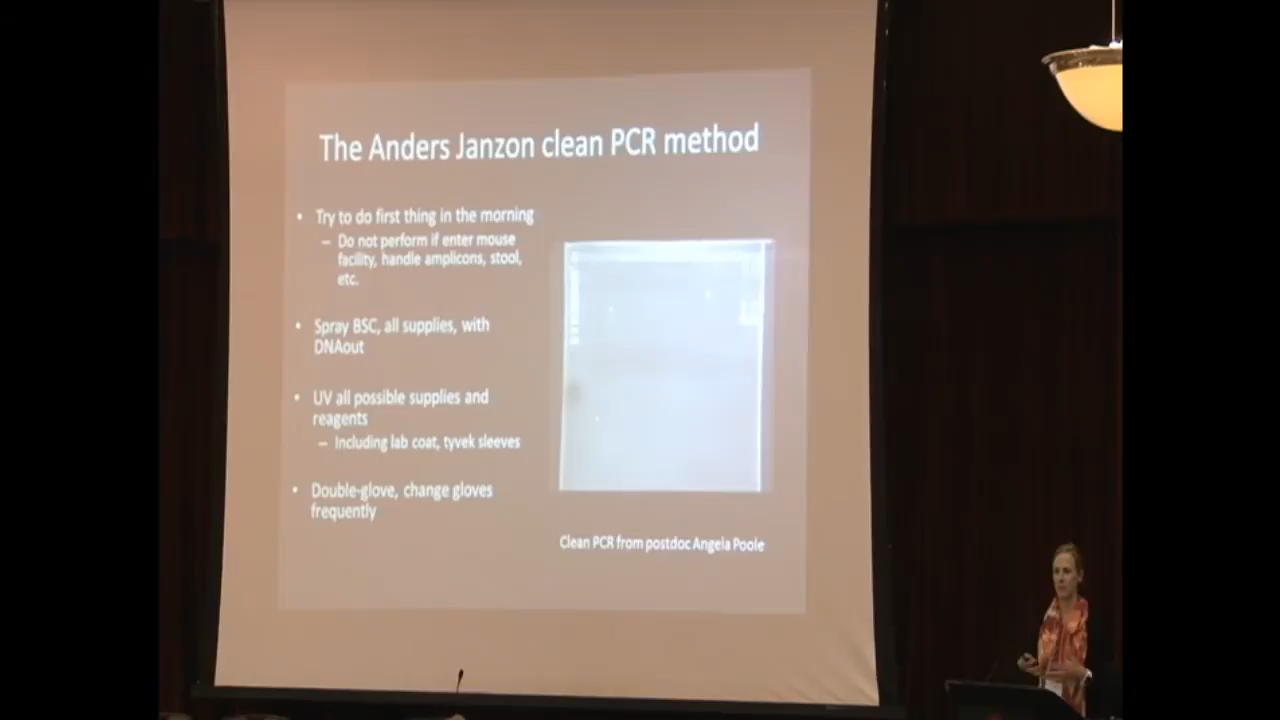 The Anders Janzon clean PCR method
• Try to do first thing in the morning
– Do not perform if enter mouse
facility, handle amplicons, stool,
etc.
• Spray BSC, all supplies, with
DNAout
• UV all possible supplies and
reagents
– Including lab coat, tyvek sleeves
• Double-glove, change gloves
frequently
Clean PCR from postdoc Angela Poole